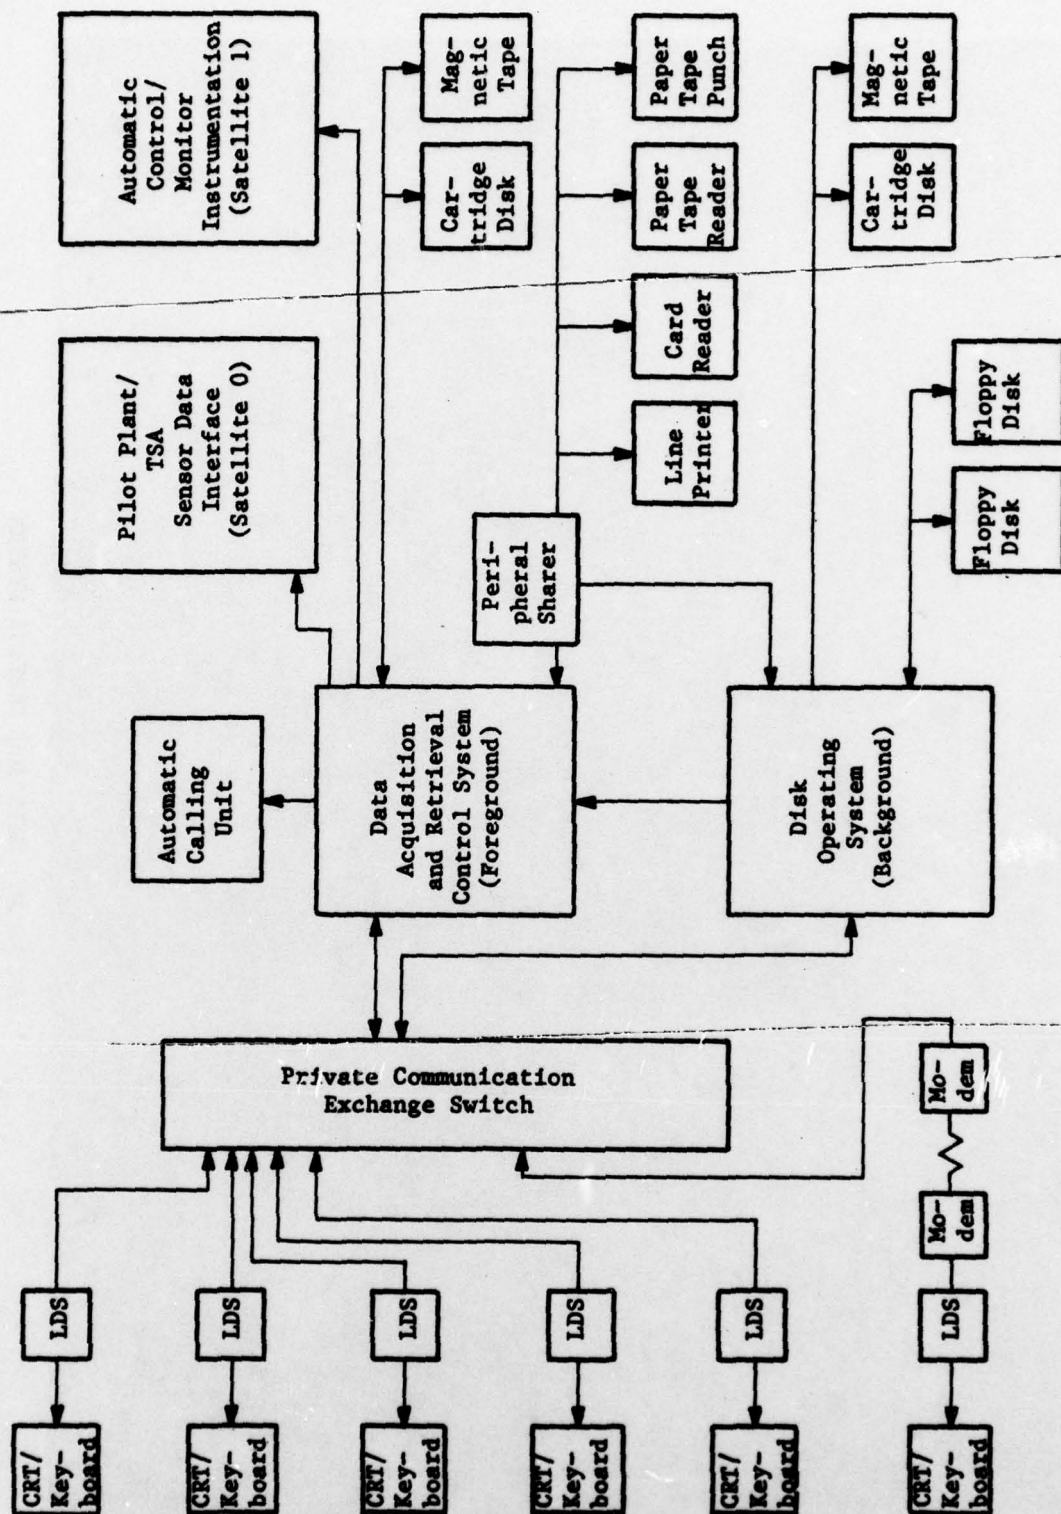 Automatic
Control/
Monitor
Instrumentation
(Satellite 1)
Pilot Plant/
TSA
Sensor Data
Interface
(Satellite 0)
Mag-
netic
Tape
Car-
tridge
Disk
Paper
Tape
Punch
Paper
Tape
Reader
Card
Reader
Line
Printer
Mag-
netic
Tape
Car-
tridge
Disk
Floppy
Disk
Floppy
Disk
Peri-
pheral
Sharer
Automatic
Calling
Unit
Data
Acquisition
and Retrieval
Control System
(Foreground)
Disk
Operating
System
(Background)
Private Communication
Exchange Switch
Mo-
dem
Mo-
dem
LDS
LDS
LDS
LDS
LDS
LDS
CRT/
Key-
board
CRT/
Key-
board
CRT/
Key-
board
CRT/
Key-
board
CRT/
Key-
board
CRT/
Key-
board